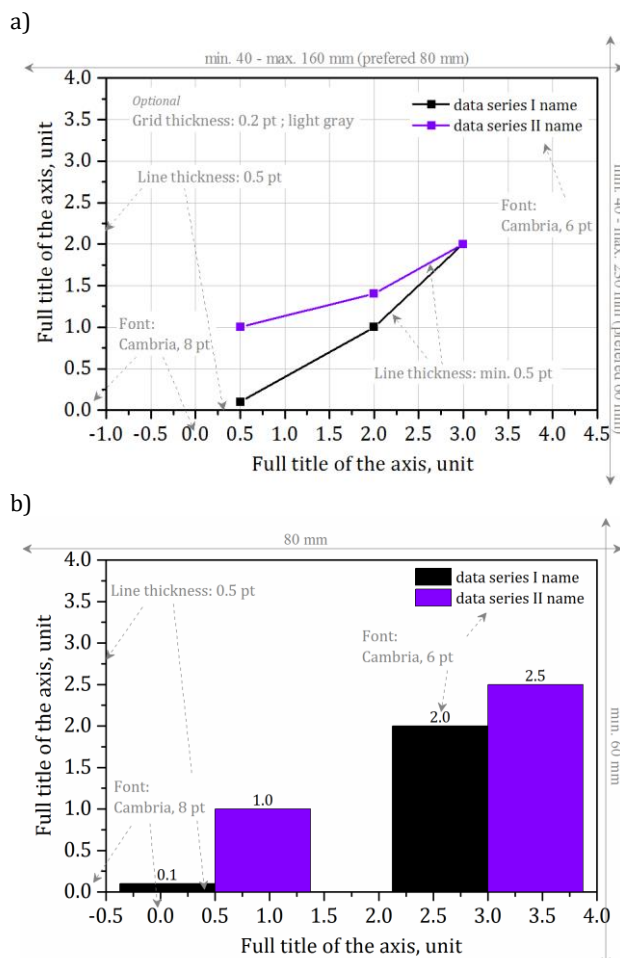 a)
min. 40 - max. 160 mm (prefered 80 mm)
4.0
Optional
Grid thickness: 0.2 pt ; light gray
data series I name
data series II name
3.5
3.0
Line thickness: 0.5 pt
Font:
Cambria, 6 pt
2.5
2.0
1.5
1.0
Font:
Cambria, 8 pt
0.5
Line thickness: min. 0.5 pt
0.0
Full title of the axis, unit
-1.0 -0.5 0.0 0.5 1.0 1.5 2.0 2.5 3.0 3.5 4.0 4.5
Full title of the axis, unit
min. 40 - max. 230 mm (prefered 60 mm)
b)
80 mm
4.0
data series I name
data series II name
3.5
Line thickness: 0.5 pt
3.0
Font:
Cambria, 6 pt
2.5
2.5
2.0
2.0
1.5
1.0
1.0
Font:
Cambria, 8 pt
0.5
0.1
0.0
Full title of the axis, unit
-0.5 0.0 0.5 1.0 1.5 2.0 2.5 3.0 3.5 4.0
Full title of the axis, unit
min. 60 mm